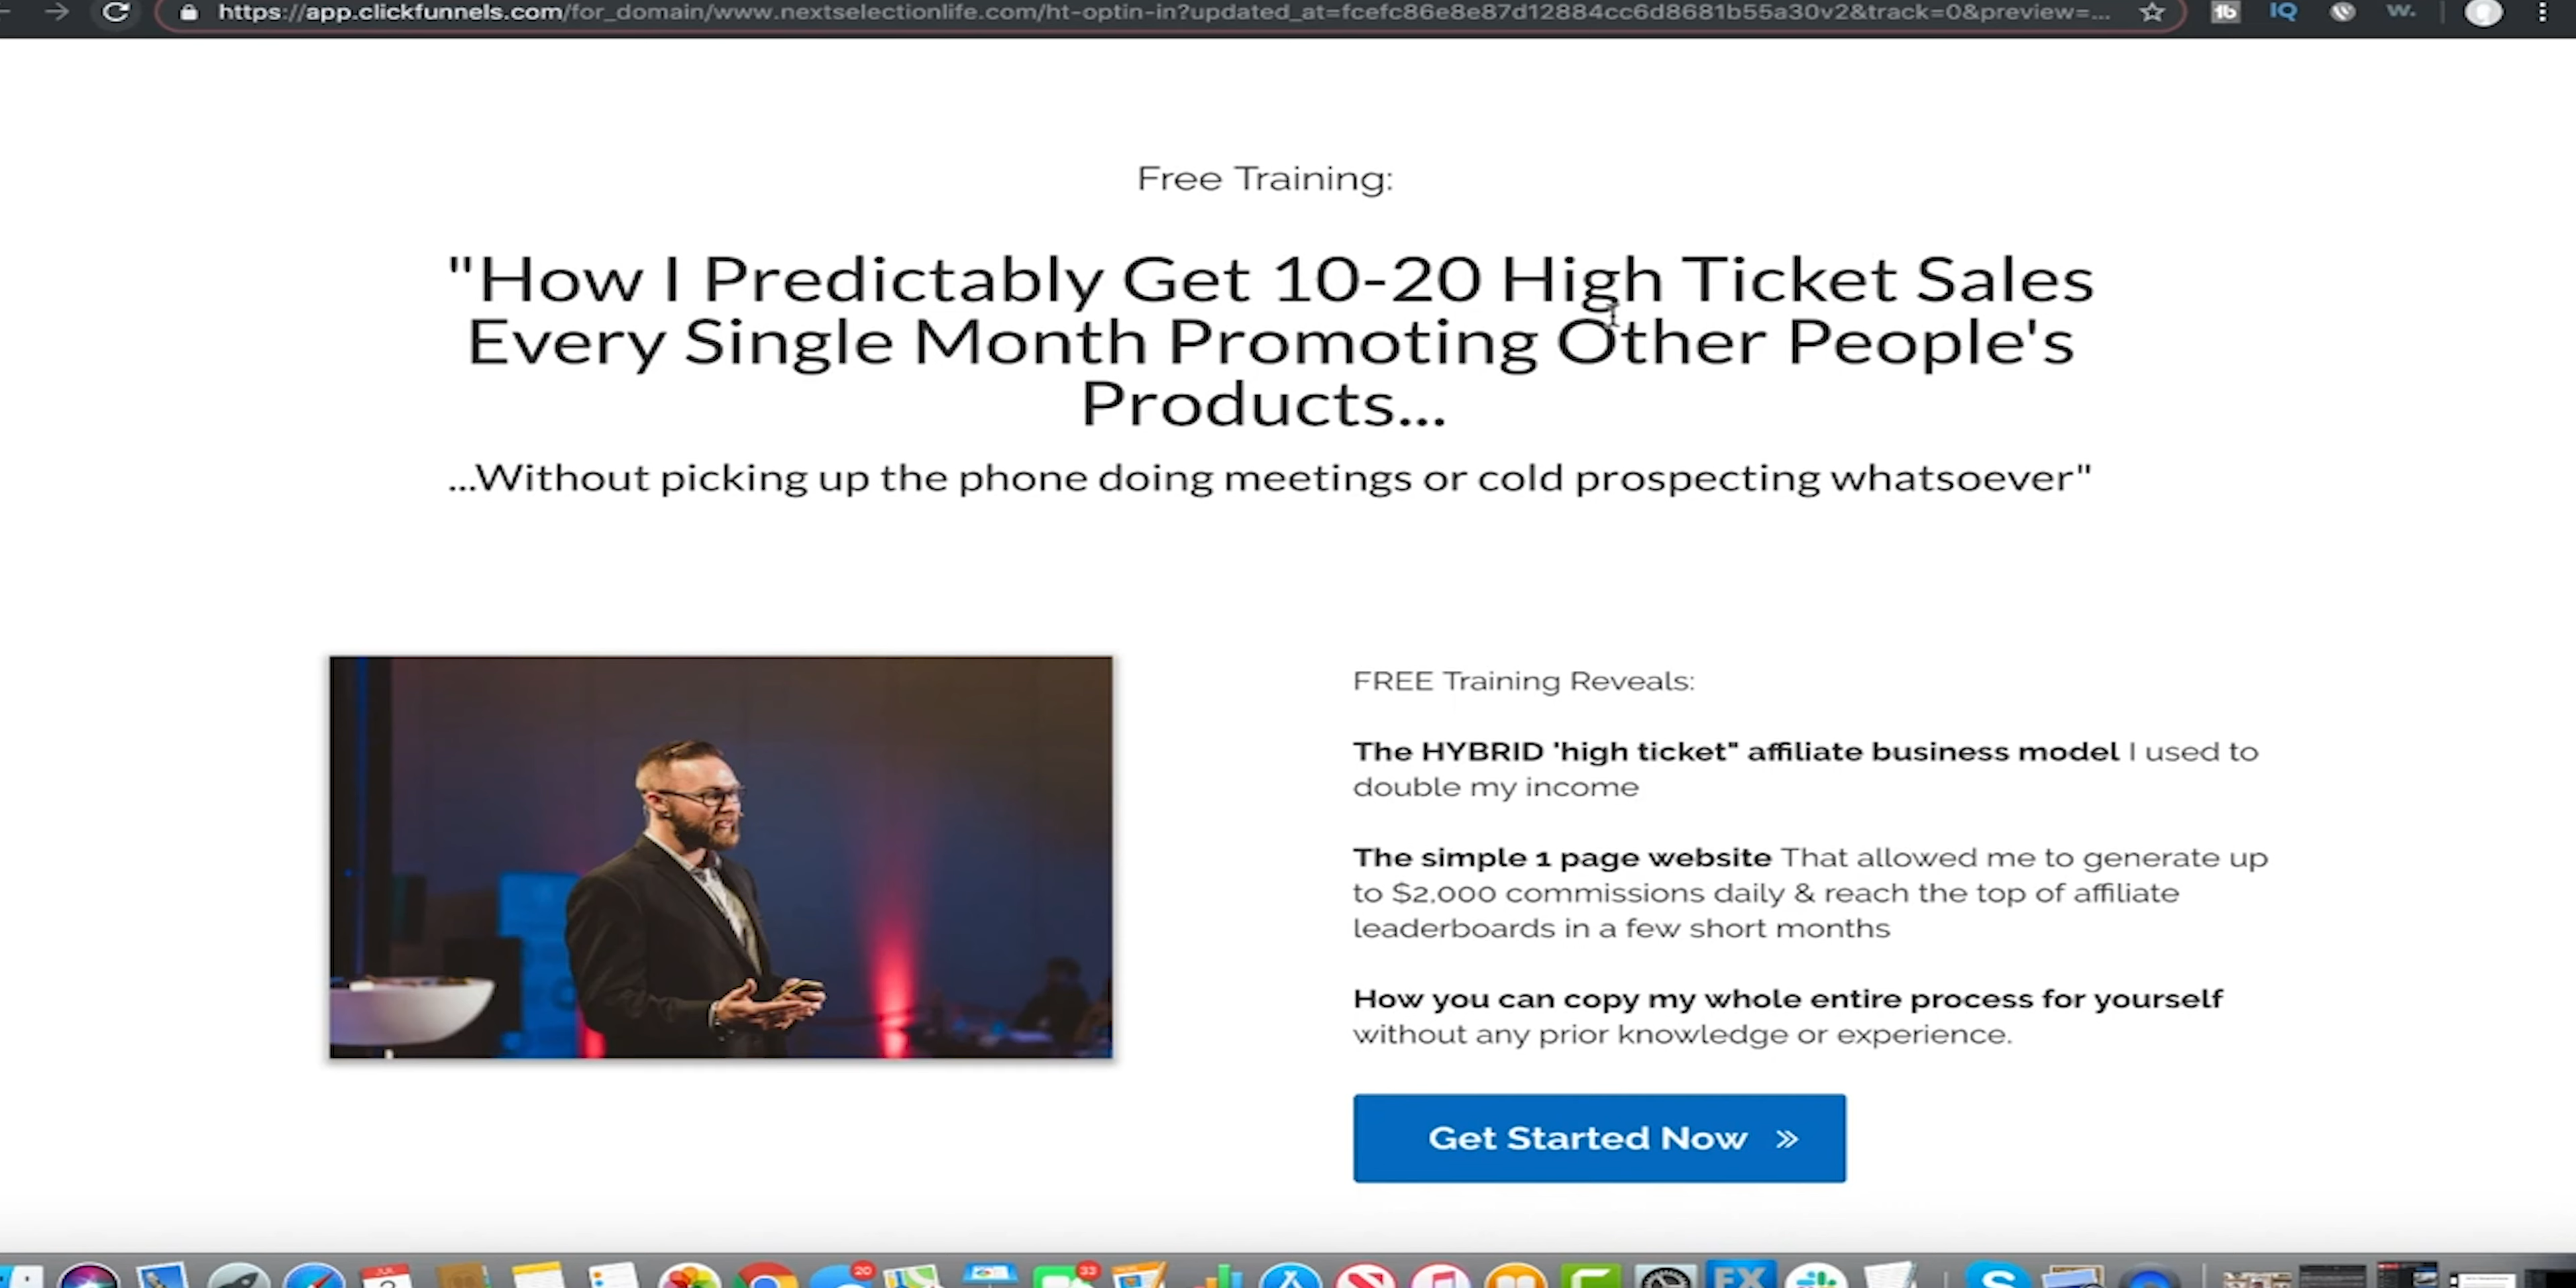 https://app.clickfunnels.com/for_domain/www.nextselectionlife.com/ht-optin-in?updated_at=fcefc86e8e87d12884cc6d8681b55a30v2&track=0&preview=...
Free Training:
"How I Predictably Get 10-20 High Ticket Sales
Every Single Month Promoting Other People's
Products...
...Without picking up the phone doing meetings or cold prospecting whatsoever"
FREE Training Reveals:
The HYBRID 'high ticket" affiliate business model I used to
double my income
The simple 1 page website That allowed me to generate up
to $2,000 commissions daily & reach the top of affiliate
leaderboards in a few short months
How you can copy my whole entire process for yourself
without any prior knowledge or experience.
Get Started Now »
20
33
FX